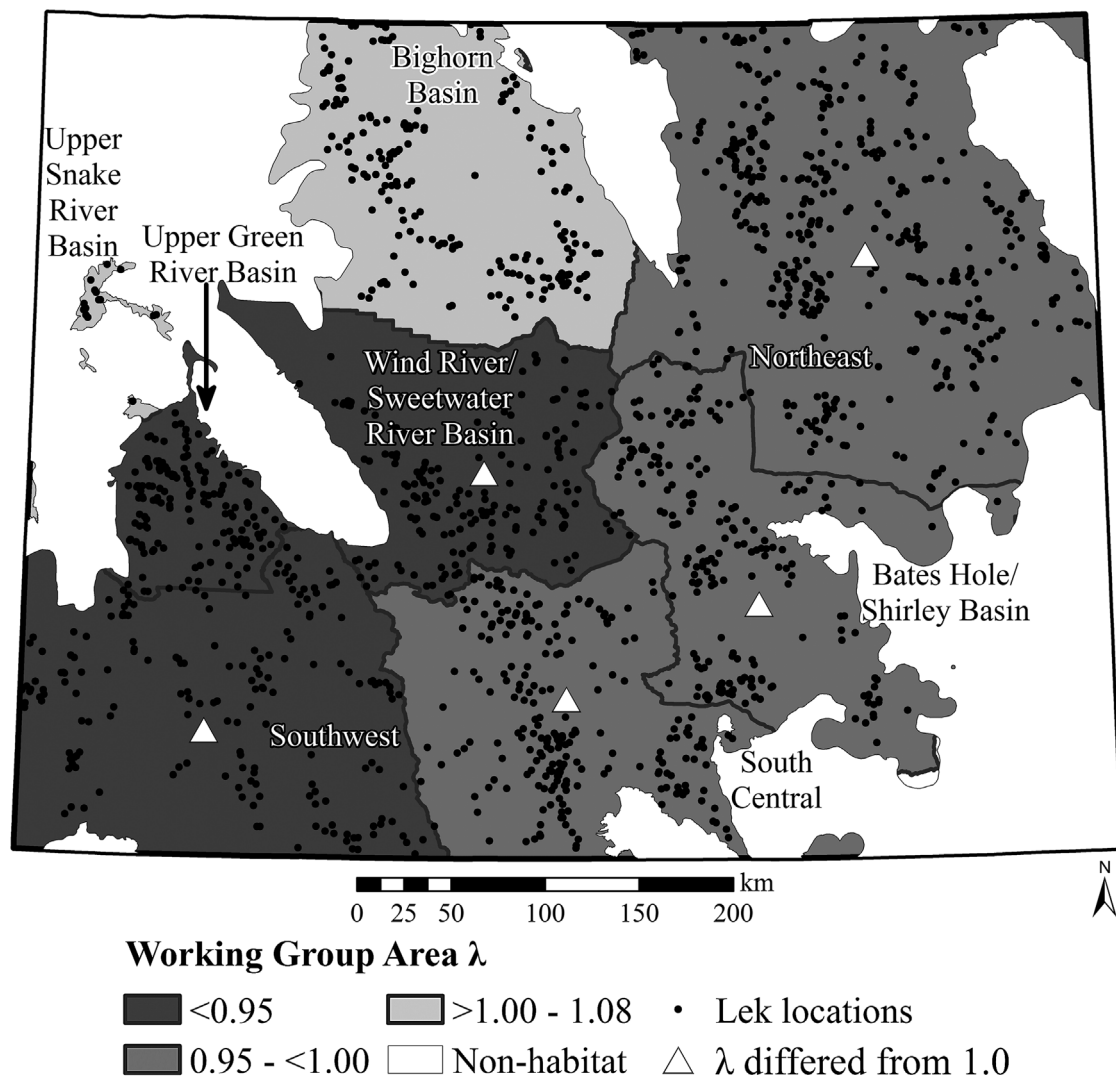 Bighorn
Basin
Upper
Snake
River
Basin
Upper Green
River Basin
Wind River/
Sweetwater
River Basin
Northeast
Bates Hole/
Shirley Basin
Southwest
South
Central
km
0 25 50 100 150 200
N
Working Group Area λ
<0.95
>1.00 - 1.08
Lek locations
0.95 - <1.00
Non-habitat
λ differed from 1.0